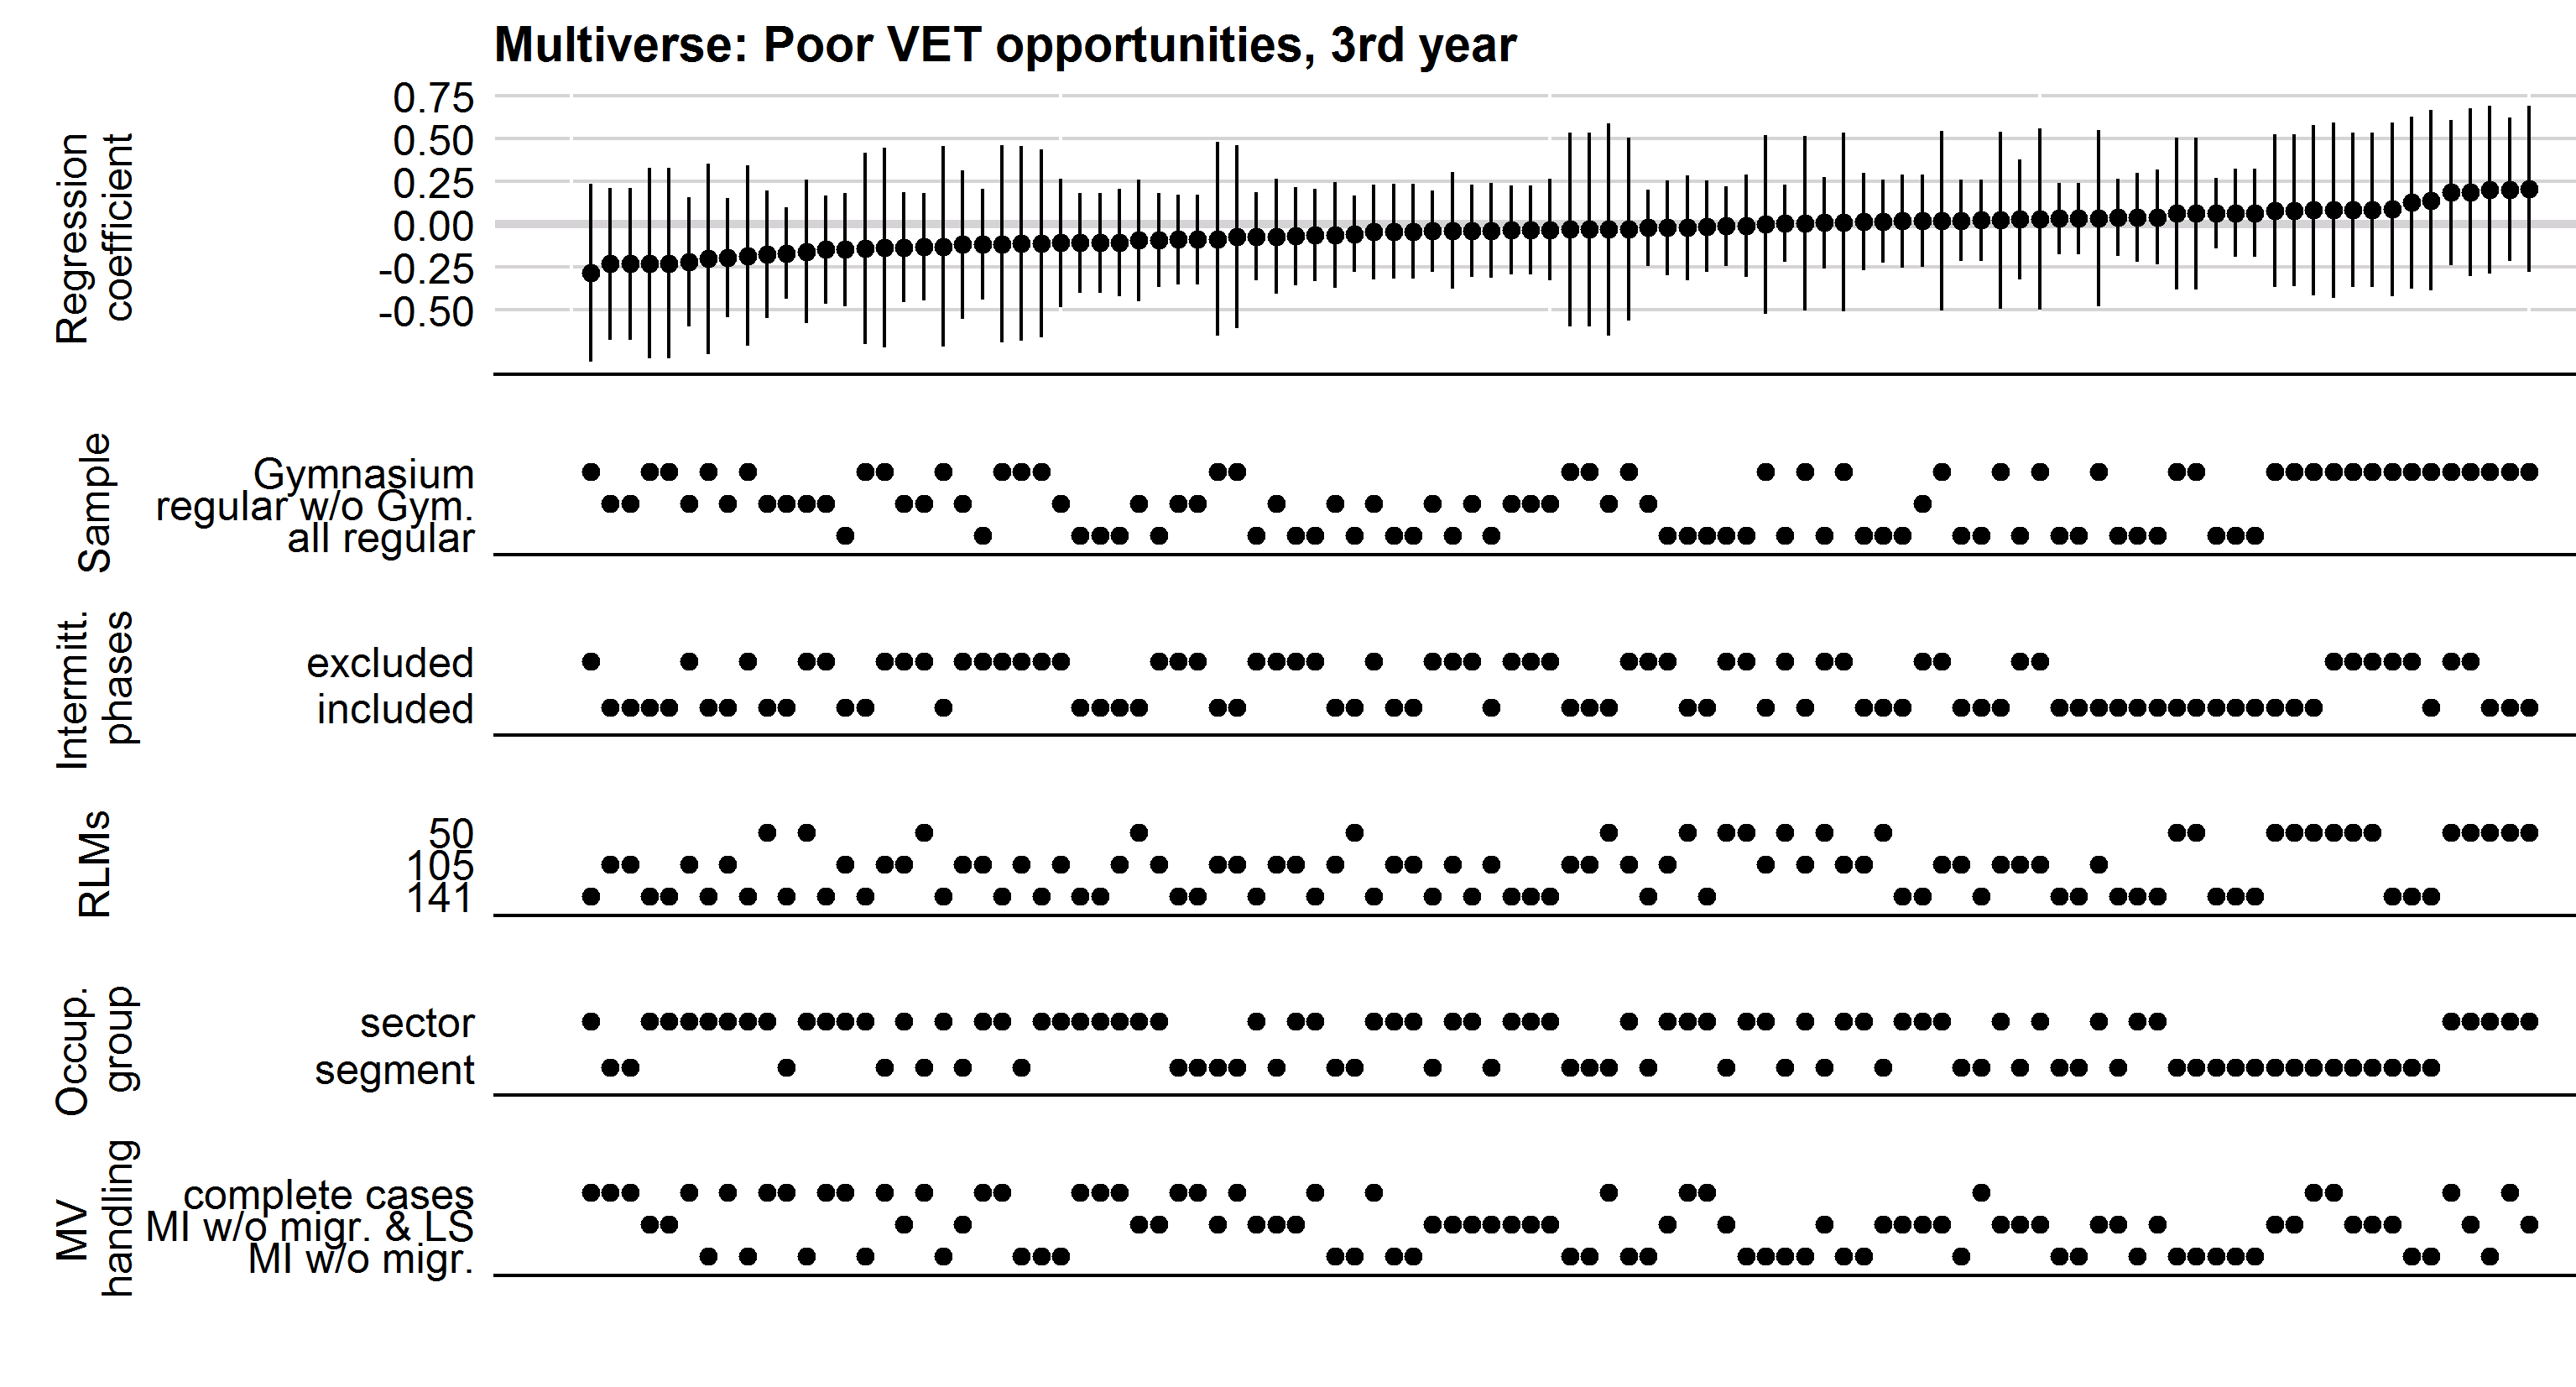 Multiverse: Poor VET opportunities, 3rd year
Regression
coefficient
0.75
0.50
0.25
0.00
-0.25
-0.50
Sample
Gymnasium
regular w/o Gym.
all regular
Intermitt.
phases
excluded
included
RLMs
50
105
141
Occup.
group
sector
segment
MV
handling
complete cases
MI w/o migr. & LS
MI w/o migr.